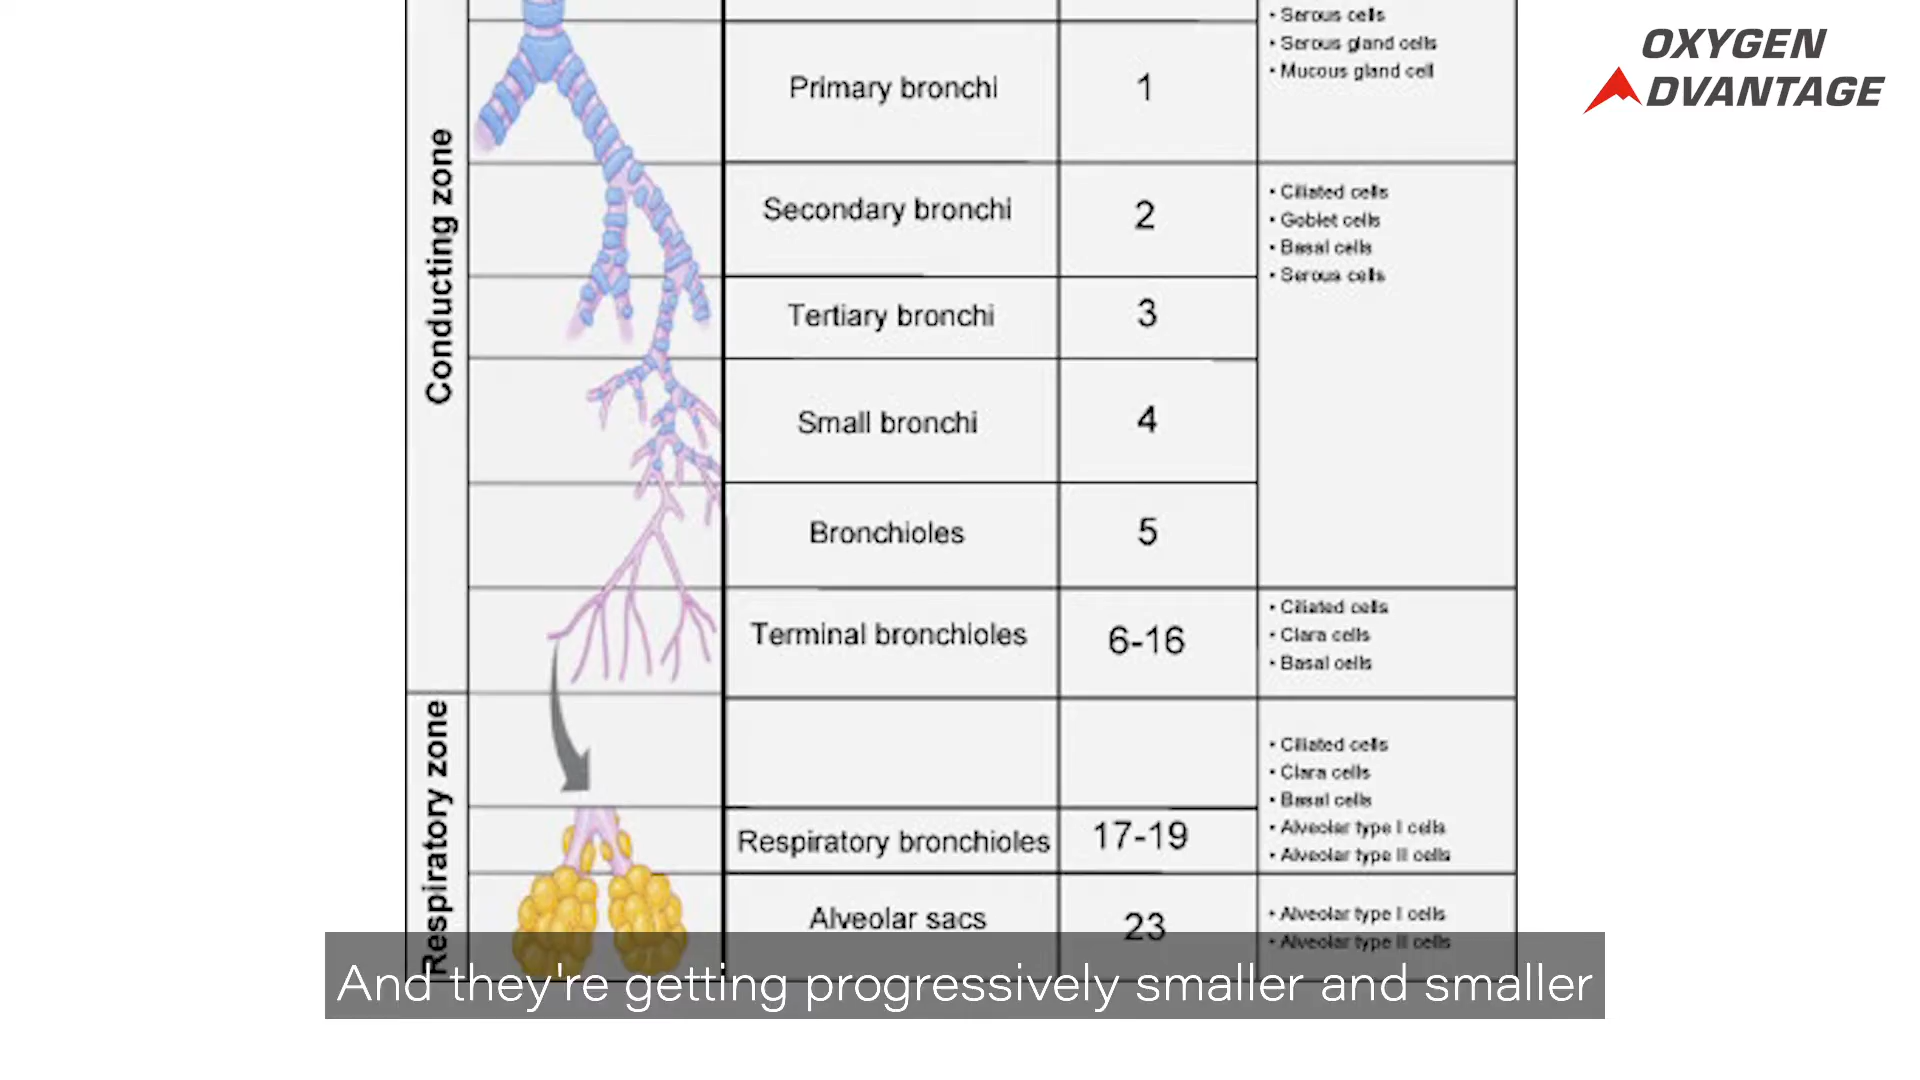 • Serous cells
• Serous gland cells
• Mucous gland cell
OXYGEN
ADVANTAGE
Conducting zone
Primary bronchi
1
Secondary bronchi
2
• Ciliated cells
• Goblet cells
• Basal cells
• Serous cells
Tertiary bronchi
3
Small bronchi
4
Bronchioles
5
Terminal bronchioles
6-16
• Ciliated cells
• Clara cells
• Basal cells
Respiratory zone
• Ciliated cells
• Clara cells
• Basal cells
• Alveolar type I cells
• Alveolar type II cells
Respiratory bronchioles
17-19
Alveolar sacs
23
• Alveolar type I cells
• Alveolar type II cells
And they're getting progressively smaller and smaller